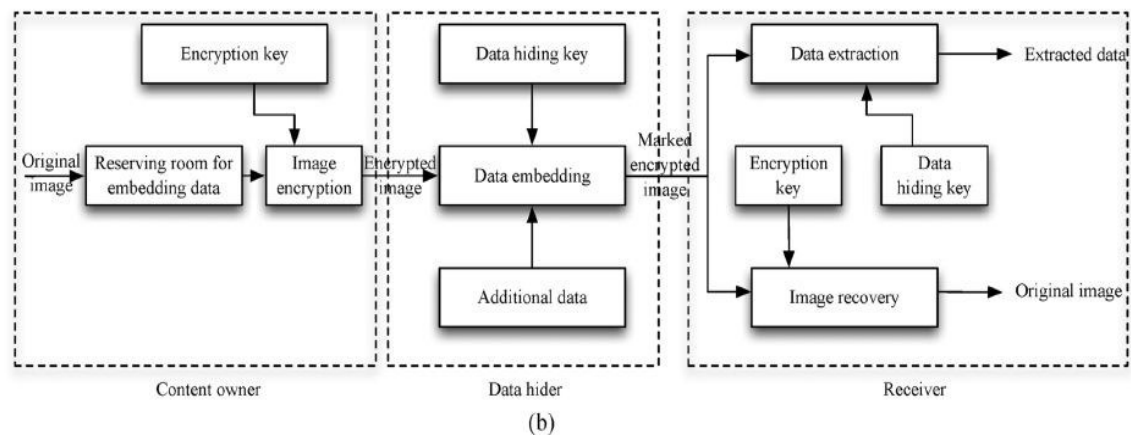 Encryption key
Original
image
Reserving room for
embedding data
Image
encryption
Encrypted
image
Content owner
Data hiding key
Data embedding
Additional data
Marked
encrypted
image
Data hider
Data extraction
Extracted data
Encryption
key
Data
hiding key
Image recovery
Original image
Receiver
(b)